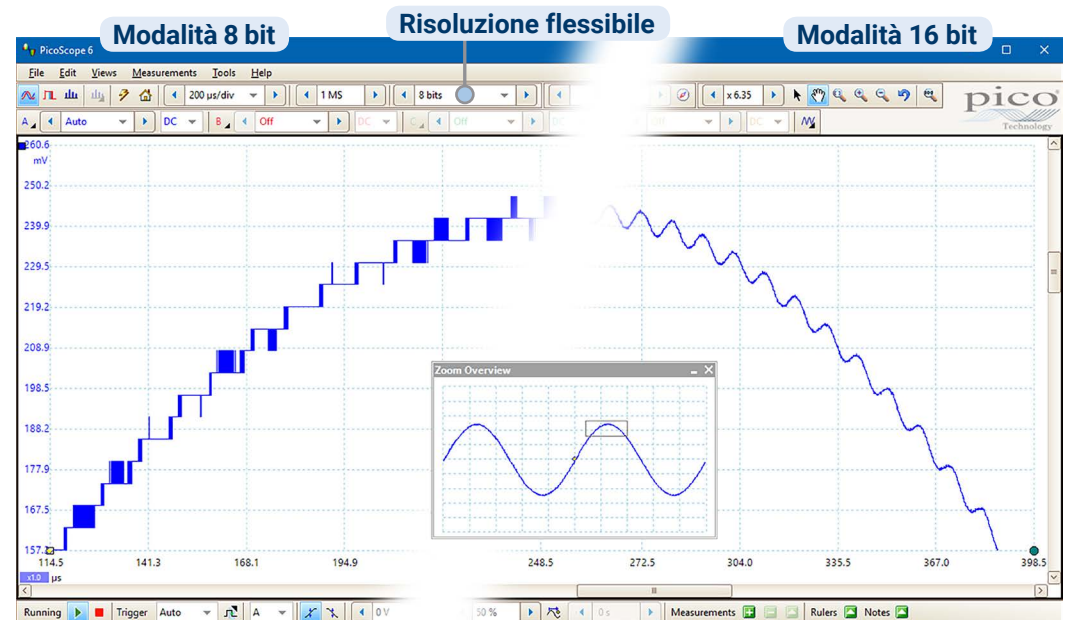 Modalità 8 bit
Risoluzione flessibile
Modalità 16 bit
PicoScope 6
File Edit Views Measurements Tools Help
200 µs/div 1 MS 8 bits x 6.35
pico
Technology
A Auto DC B Off DC C Off DC Off DC
260.6
mV
250.2
239.9
229.5
219.2
208.9
198.5
188.2
177.9
167.5
157.2
Zoom Overview
114.5 141.3 168.1 194.9 248.5 272.5 304.0 335.5 367.0 398.5
x1.0 µs
Running Trigger Auto A 0 V 50 % 0 s Measurements Rulers Notes